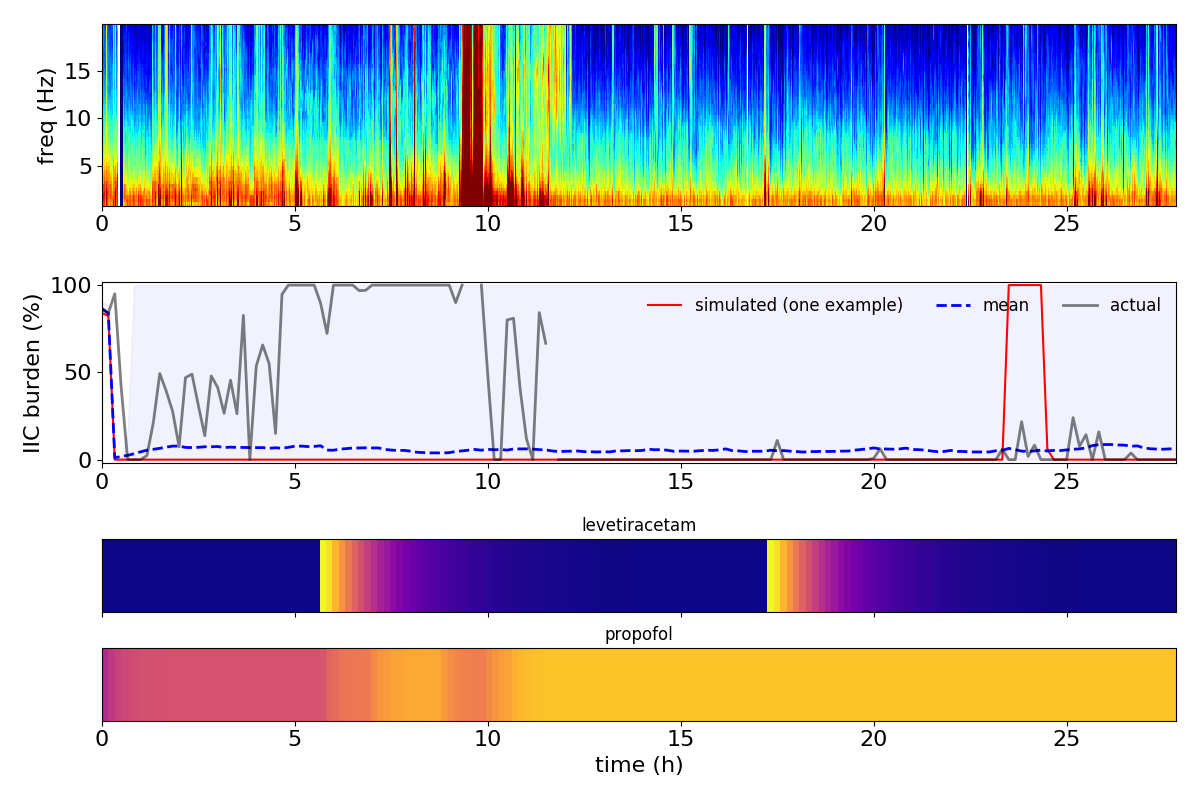 freq (Hz)
15
10
5
0 5 10 15 20 25
IIC burden (%)
100
50
0
simulated (one example) mean actual
0 5 10 15 20 25
levetiracetam
propofol
0 5 10 15 20 25
time (h)